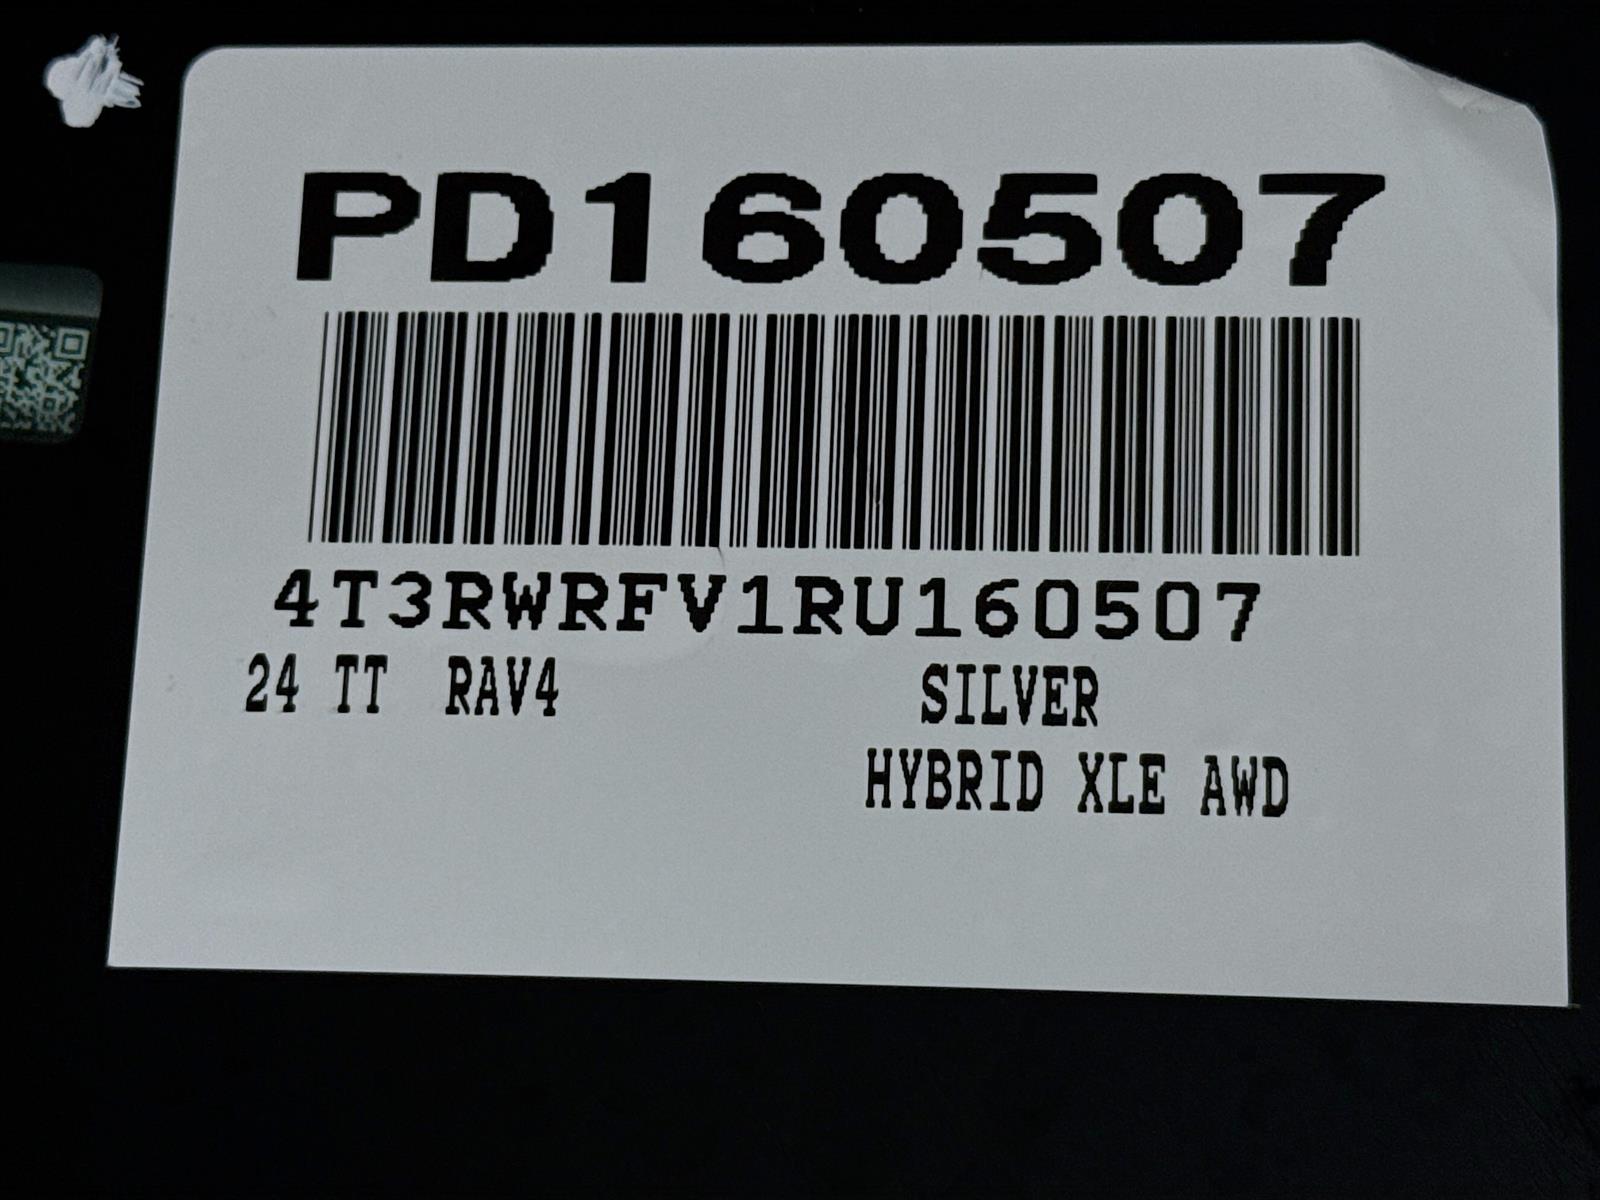 PD160507
4T3RWRFV1RU160507
24 TT RAV4 SILVER
HYBRID XLE AWD